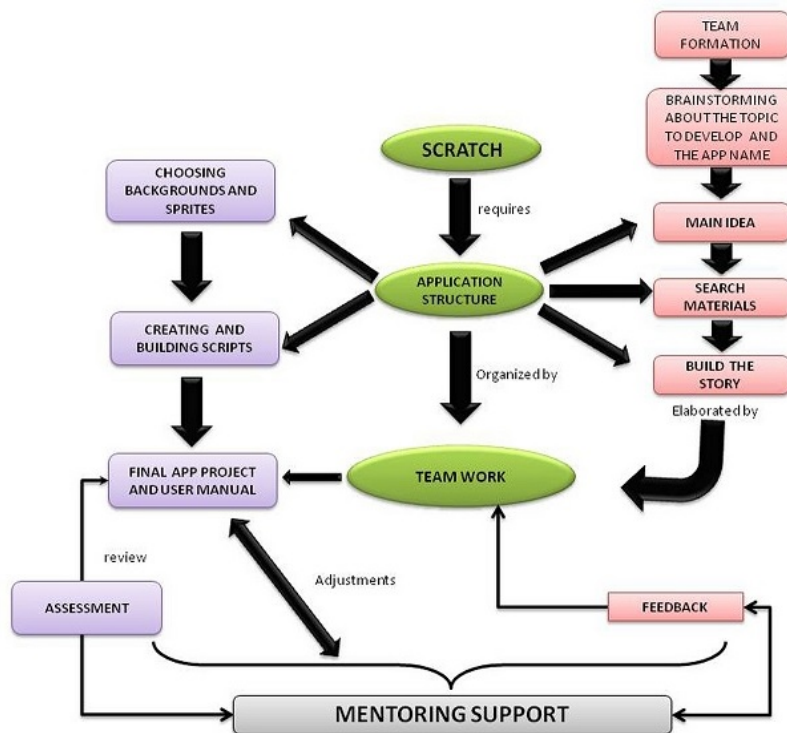 TEAM
FORMATION
BRAINSTORMING
ABOUT THE TOPIC
TO DEVELOP AND
THE APP NAME
SCRATCH
CHOOSING
BACKGROUNDS AND
SPRITES
requires
MAIN IDEA
APPLICATION
STRUCTURE
SEARCH
MATERIALS
CREATING AND
BUILDING SCRIPTS
Organized by
BUILD THE
STORY
Elaborated by
FINAL APP PROJECT
AND USER MANUAL
TEAM WORK
review
Adjustments
ASSESSMENT
FEEDBACK
MENTORING SUPPORT